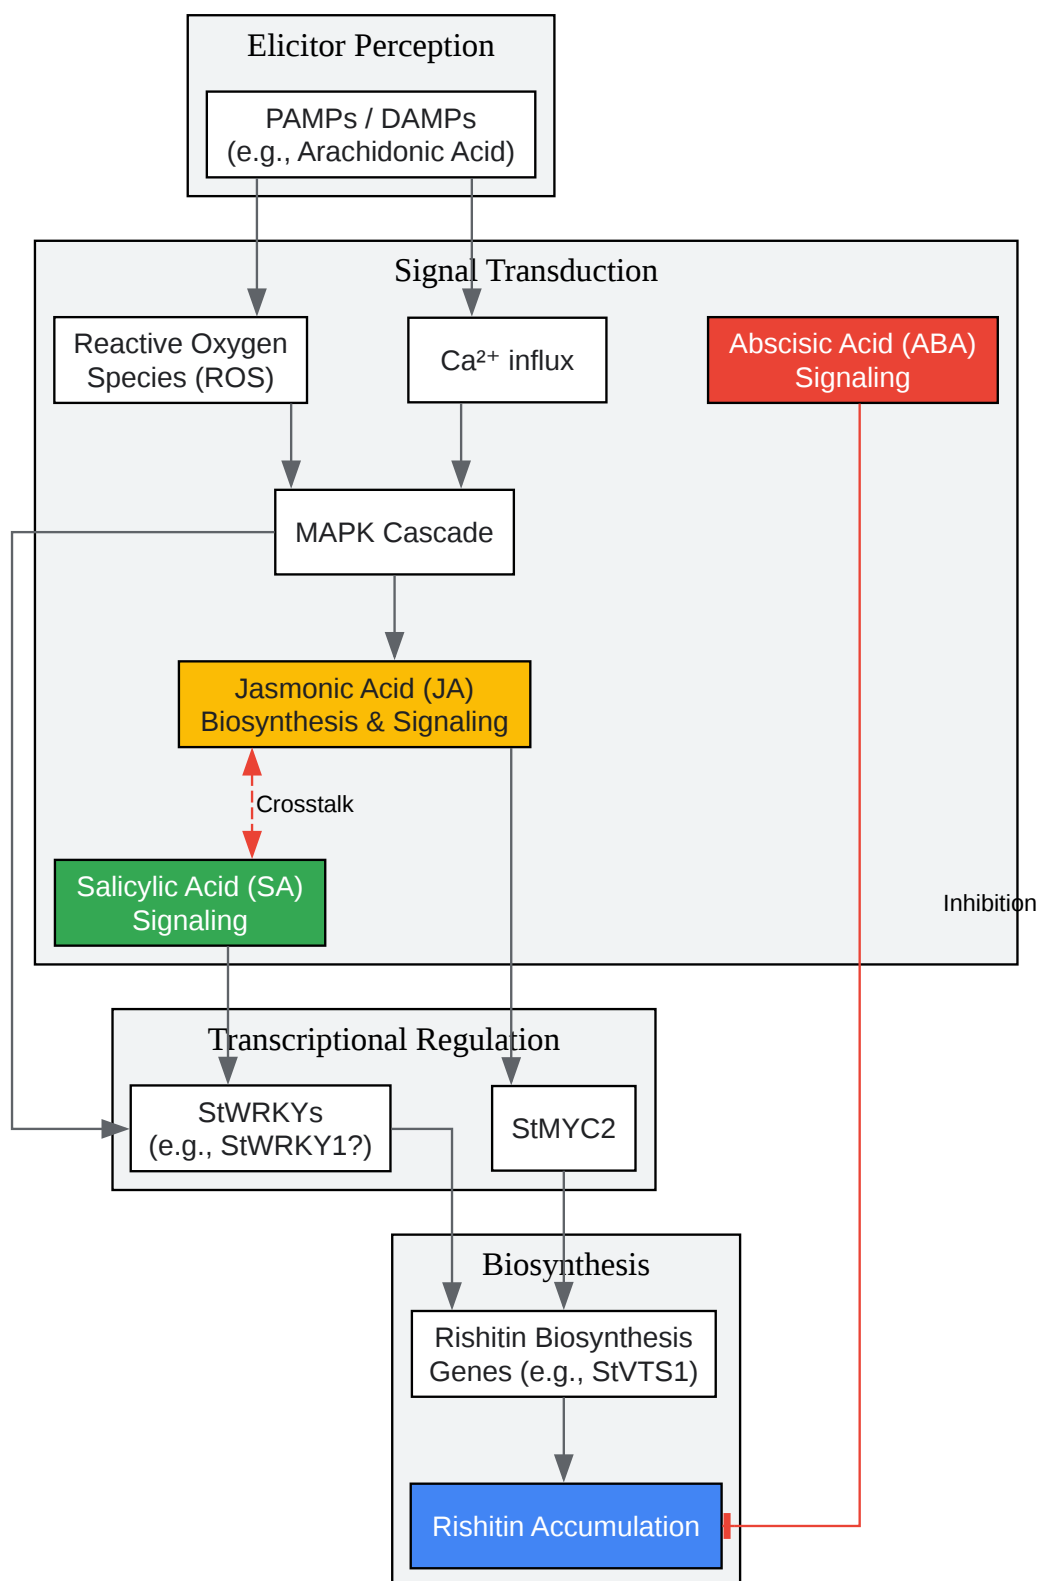 Elicitor Perception
PAMPs / DAMPs
(e.g., Arachidonic Acid)
Signal Transduction
Reactive Oxygen
Species (ROS)
Ca²⁺ influx
Abscisic Acid (ABA)
Signaling
MAPK Cascade
Jasmonic Acid (JA)
Biosynthesis & Signaling
Crosstalk
Salicylic Acid (SA)
Signaling
Inhibition
Transcriptional Regulation
StWRKYs
(e.g., StWRKY1?)
StMYC2
Biosynthesis
Rishitin Biosynthesis
Genes (e.g., StVTS1)
Rishitin Accumulation